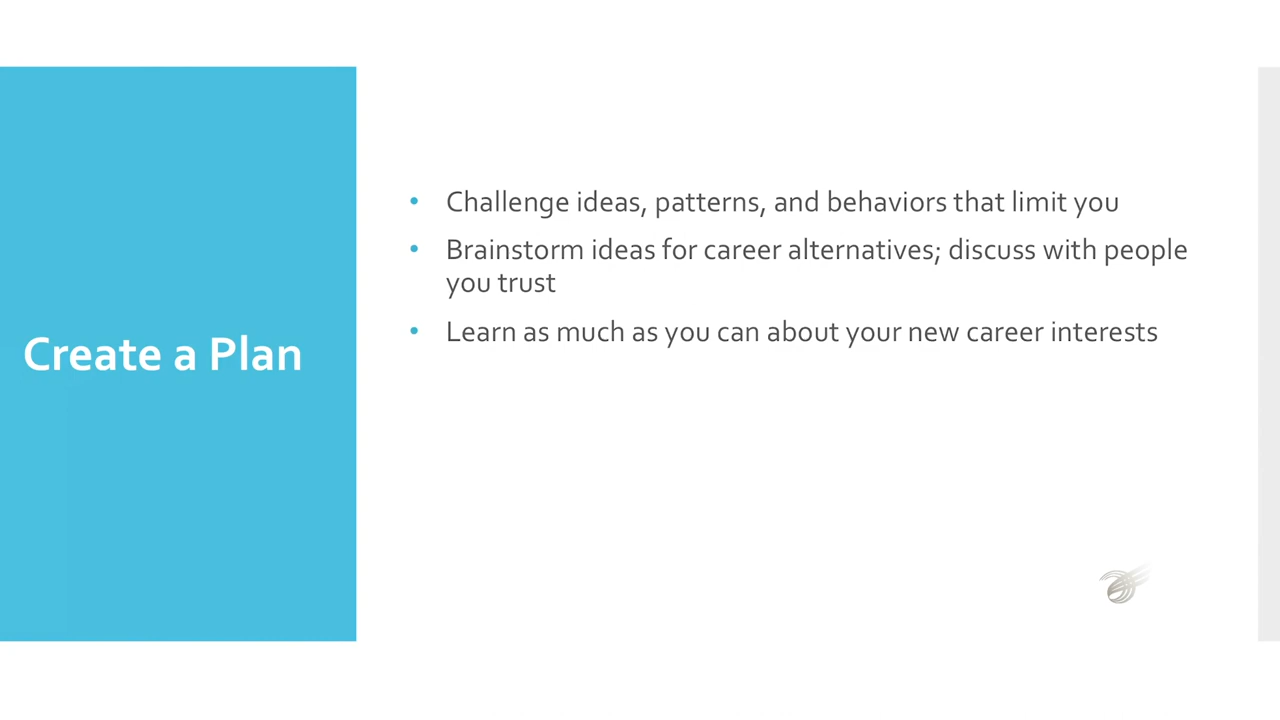 Create a Plan
• Challenge ideas, patterns, and behaviors that limit you
• Brainstorm ideas for career alternatives; discuss with people
you trust
• Learn as much as you can about your new career interests